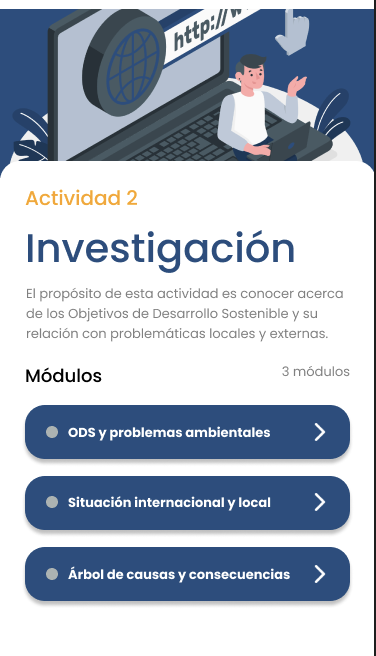 http://w
Actividad 2
Investigación
El propósito de esta actividad es conocer acerca
de los Objetivos de Desarrollo Sostenible y su
relación con problemáticas locales y externas.
Módulos
3 módulos
ODS y problemas ambientales
Situación internacional y local
Árbol de causas y consecuencias